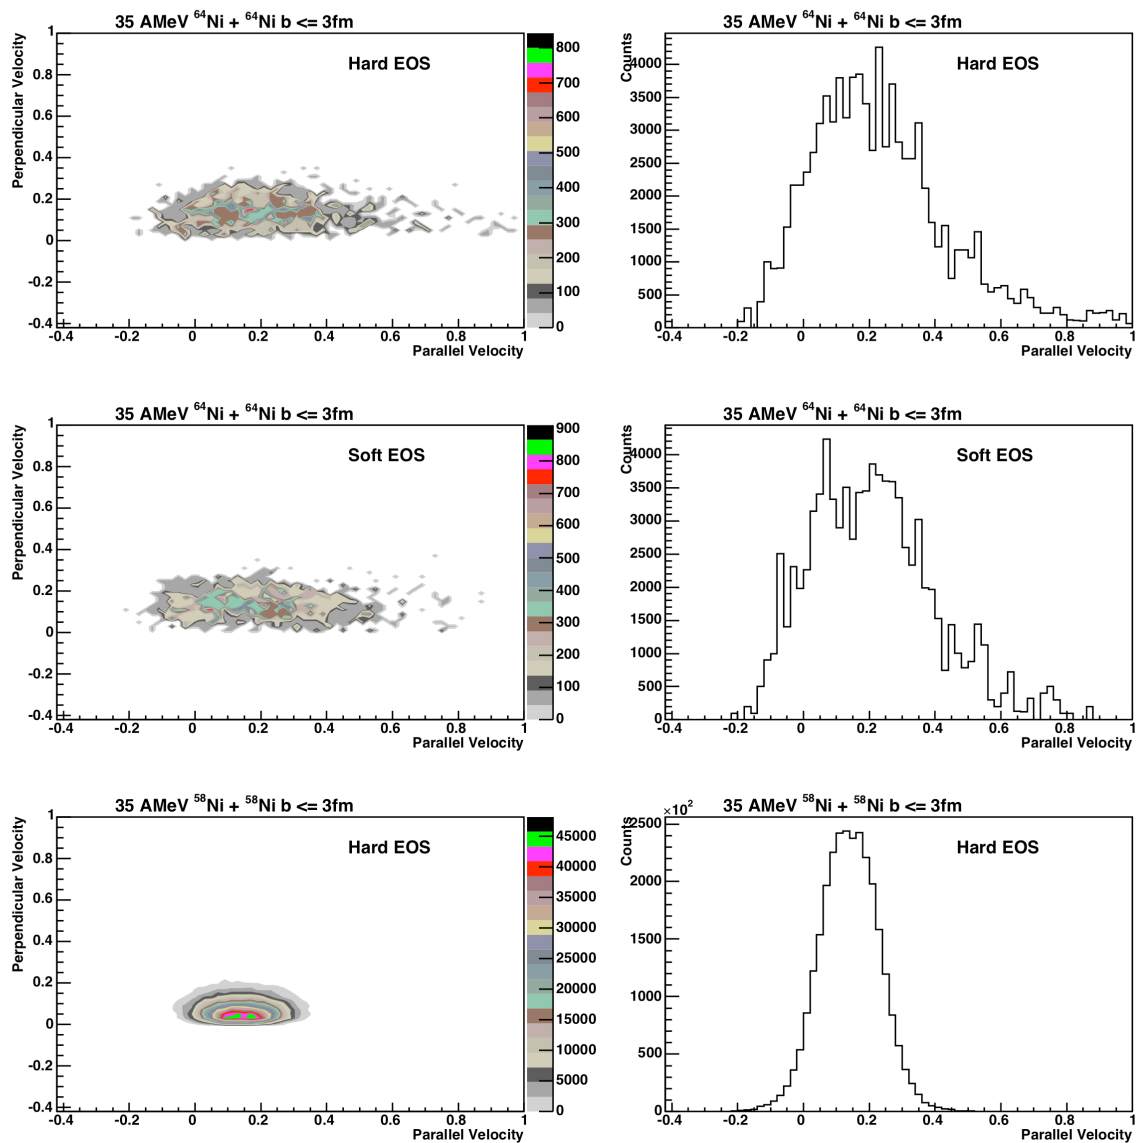 35 AMeV ⁶⁴Ni + ⁶⁴Ni b <= 3fm
Hard EOS
Perpendicular Velocity
1
0.8
0.6
0.4
0.2
0
-0.2
-0.4
-0.4 -0.2 0 0.2 0.4 0.6 0.8 1
Parallel Velocity
800
700
600
500
400
300
200
100
0
35 AMeV ⁶⁴Ni + ⁶⁴Ni b <= 3fm
Hard EOS
Counts
4000
3500
3000
2500
2000
1500
1000
500
0
-0.4 -0.2 0 0.2 0.4 0.6 0.8 1
Parallel Velocity
35 AMeV ⁶⁴Ni + ⁶⁴Ni b <= 3fm
Soft EOS
Perpendicular Velocity
1
0.8
0.6
0.4
0.2
0
-0.2
-0.4
-0.4 -0.2 0 0.2 0.4 0.6 0.8 1
Parallel Velocity
900
800
700
600
500
400
300
200
100
0
35 AMeV ⁶⁴Ni + ⁶⁴Ni b <= 3fm
Soft EOS
Counts
4000
3500
3000
2500
2000
1500
1000
500
0
-0.4 -0.2 0 0.2 0.4 0.6 0.8 1
Parallel Velocity
35 AMeV ⁵⁸Ni + ⁵⁸Ni b <= 3fm
Hard EOS
Perpendicular Velocity
1
0.8
0.6
0.4
0.2
0
-0.2
-0.4
-0.4 -0.2 0 0.2 0.4 0.6 0.8 1
Parallel Velocity
45000
40000
35000
30000
25000
20000
15000
10000
5000
0
×10²
35 AMeV ⁵⁸Ni + ⁵⁸Ni b <= 3fm
Hard EOS
Counts
2500
2000
1500
1000
500
0
-0.4 -0.2 0 0.2 0.4 0.6 0.8 1
Parallel Velocity